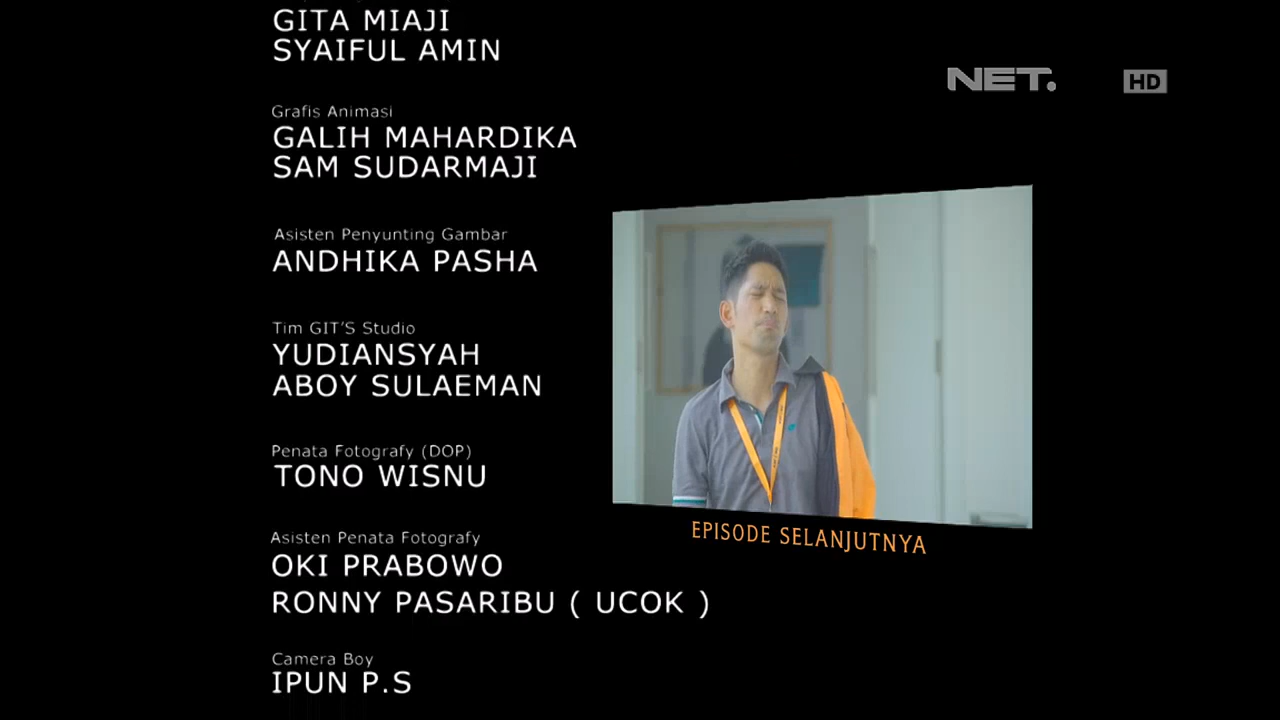 GITA MIAJI
SYAIFUL AMIN
NET.
HD
Grafis Animasi
GALIH MAHARDIKA
SAM SUDARMAJI
Asisten Penyunting Gambar
ANDHIKA PASHA
Tim GIT'S Studio
YUDIANSYAH
ABOY SULAEMAN
Penata Fotografy (DOP)
TONO WISNU
EPISODE SELANJUTNYA
Asisten Penata Fotografy
OKI PRABOWO
RONNY PASARIBU ( UCOK )
Camera Boy
IPUN P.S